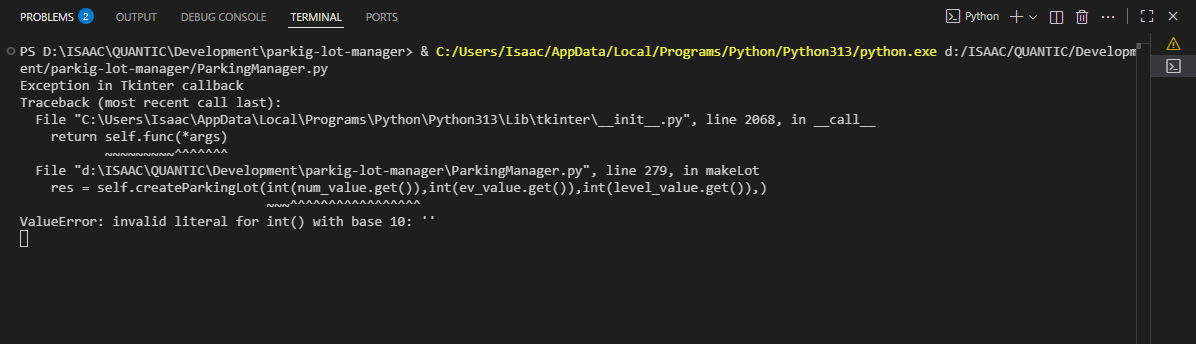 PROBLEMS 2 OUTPUT DEBUG CONSOLE TERMINAL PORTS Python
PS D:\ISAAC\QUANTIC\Development\parkig-lot-manager> & C:/Users/Isaac/AppData/Local/Programs/Python/Python313/python.exe d:/ISAAC/QUANTIC/Developm
ent/parkig-lot-manager/ParkingManager.py
Exception in Tkinter callback
Traceback (most recent call last):
  File "C:\Users\Isaac\AppData\Local\Programs\Python\Python313\Lib\tkinter\__init__.py", line 2068, in __call__
    return self.func(*args)
           ~~~~~~~~~^^^^^^^
  File "d:\ISAAC\QUANTIC\Development\parkig-lot-manager\ParkingManager.py", line 279, in makeLot
    res = self.createParkingLot(int(num_value.get()),int(ev_value.get()),int(level_value.get()),)
                                ~~~^^^^^^^^^^^^^^^^^
ValueError: invalid literal for int() with base 10: ''